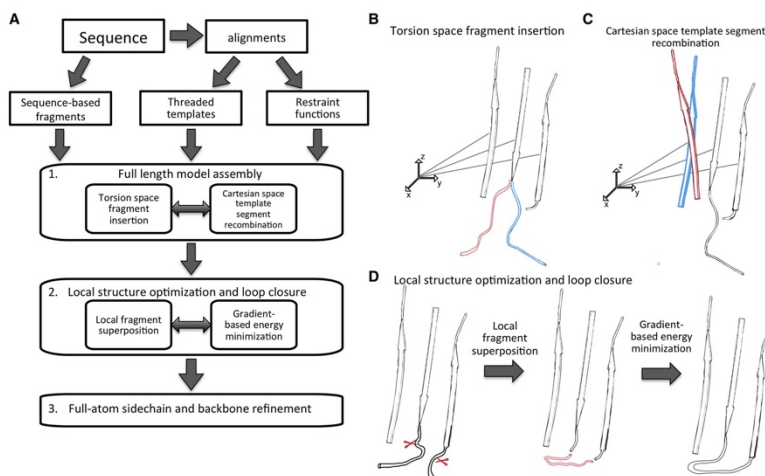 A
Sequence
alignments
Sequence-based
fragments
Threaded
templates
Restraint
functions
1.
Full length model assembly
Torsion space
fragment
insertion
Cartesian space
template
segment
recombination
2.
Local structure optimization and loop closure
Local fragment
superposition
Gradient-
based energy
minimization
3. Full-atom sidechain and backbone refinement
B
Torsion space fragment insertion
z
y
x
C
Cartesian space template segment
recombination
z
y
x
D
Local structure optimization and loop closure
Local
fragment
superposition
Gradient-
based energy
minimization